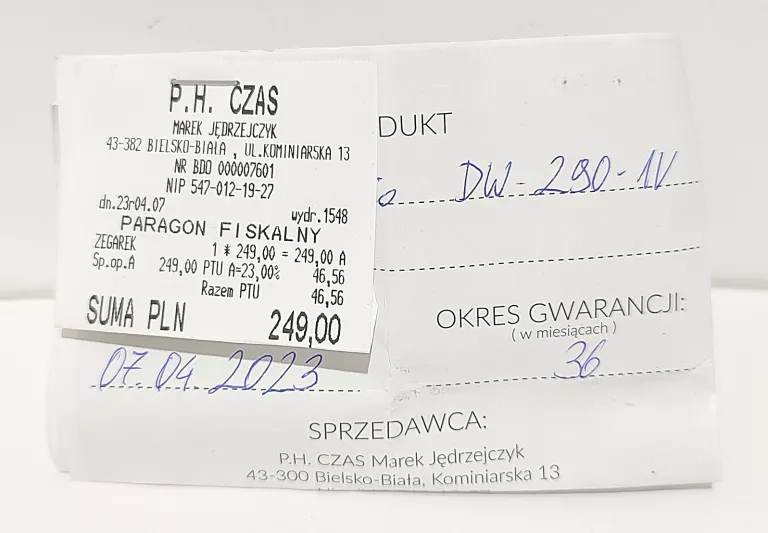 P.H. CZAS
MAREK JĘDRZEJCZYK
43-382 BIELSKO-BIAŁA , UL.KOMINIARSKA 13
NR BDO 000007601
NIP 547-012-19-27
dn.23r04.07 wydr.1548
PARAGON FISKALNY
ZEGAREK 1 * 249,00 = 249,00 A
Sp.op.A 249,00 PTU A=23,00% 46,56
Razem PTU 46,56
SUMA PLN 249,00
DUKT
io DW-290-1V
OKRES GWARANCJI:
( w miesiącach )
07.04.2023 36
SPRZEDAWCA:
P.H. CZAS Marek Jędrzejczyk
43-300 Bielsko-Biała, Kominiarska 13